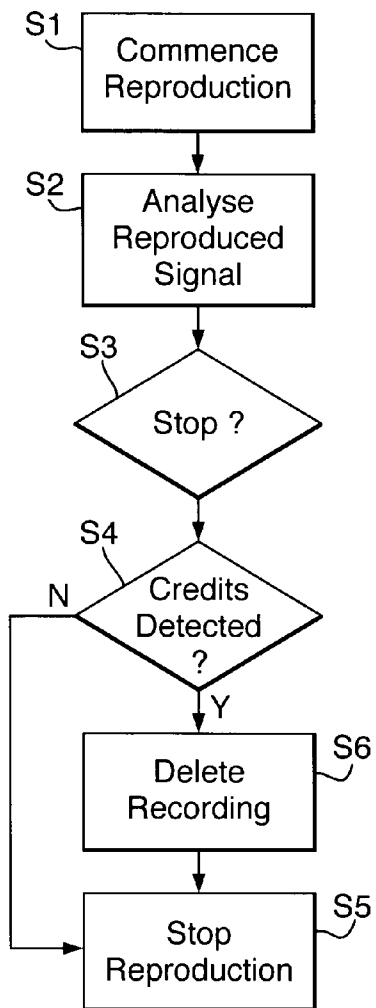 S1
Commence
Reproduction
S2
Analyse
Reproduced
Signal
S3
Stop ?
S4
N
Credits
Detected
?
Y
S6
Delete
Recording
S5
Stop
Reproduction